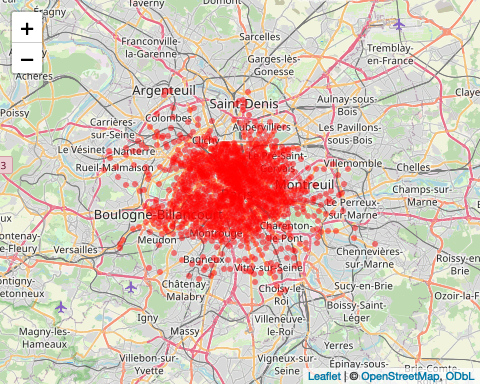 Éragny
Taverny
Domont
Sarcelles
+
−
Franconville-
la-Garenne
Garges-lès-
Gonesse
Tremblay-
en-France
Achères
Argenteuil
Saint-Denis
Aulnay-sous-
Bois
Poissy
Colombes
Carrières-
sur-Seine
Clichy
Aubervilliers
Les Pavillons-
sous-Bois
Le Vésinet
Nanterre
Villemomble
Chelles
Rueil-Malmaison
3
Montreuil
Champs-sur-
Marne
Le Perreux-
sur-Marne
Boulogne-Billancourt
Montrouge
Charenton-
le-Pont
Versailles
Meudon
Bagneux
Vitry-sur-Seine
Chennevières-
sur-Marne
Roissy-en-
Brie
Châtenay-
Malabry
Choisy-le-
Roi
Sucy-en-Brie
Ozoir-la-F
Boissy-Saint-
Léger
Magny-les-
Hameaux
Igny
Massy
Villeneuve-
le-Roi
Yerres
Villebon-sur-
Yvette
Vigneux-sur-
Seine
Épinay-sous-
Leaflet | © OpenStreetMap, ODbL